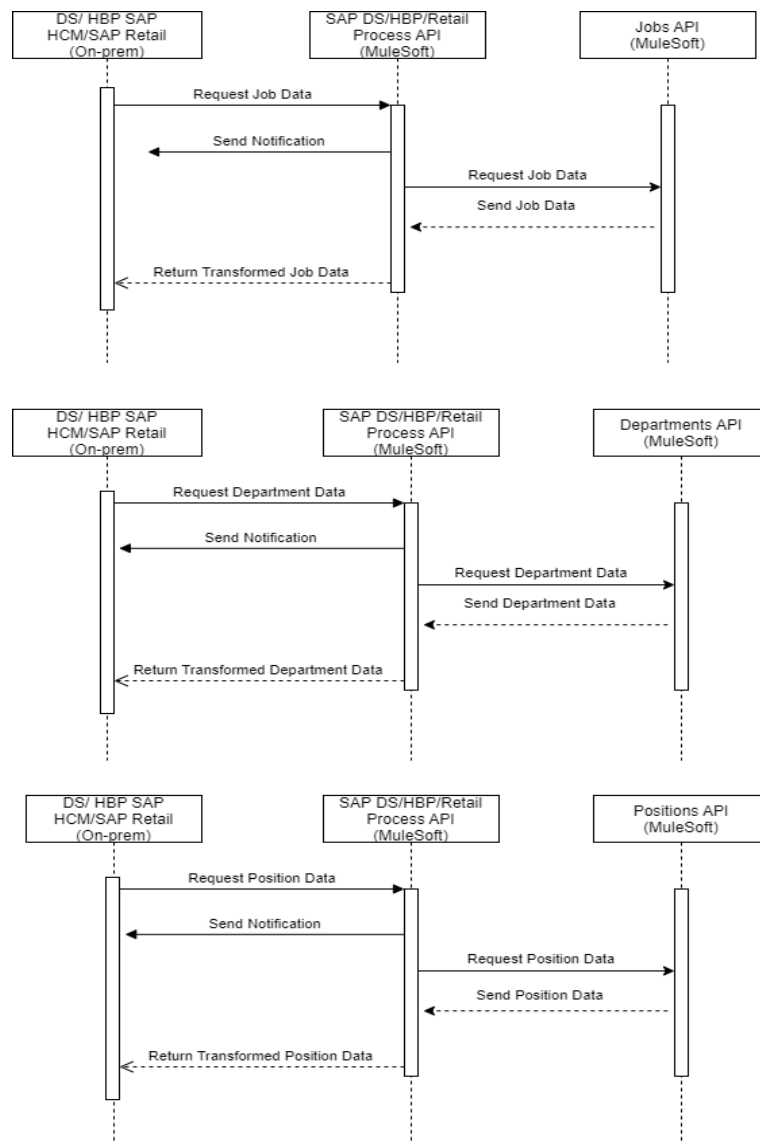 DS/ HBP SAP
HCM/SAP Retail
(On-prem)
SAP DS/HBP/Retail
Process API
(MuleSoft)
Jobs API
(MuleSoft)
Request Job Data
Send Notification
Request Job Data
Send Job Data
Return Transformed Job Data
DS/ HBP SAP
HCM/SAP Retail
(On-prem)
SAP DS/HBP/Retail
Process API
(MuleSoft)
Departments API
(MuleSoft)
Request Department Data
Send Notification
Request Department Data
Send Department Data
Return Transformed Department Data
DS/ HBP SAP
HCM/SAP Retail
(On-prem)
SAP DS/HBP/Retail
Process API
(MuleSoft)
Positions API
(MuleSoft)
Request Position Data
Send Notification
Request Position Data
Send Position Data
Return Transformed Position Data